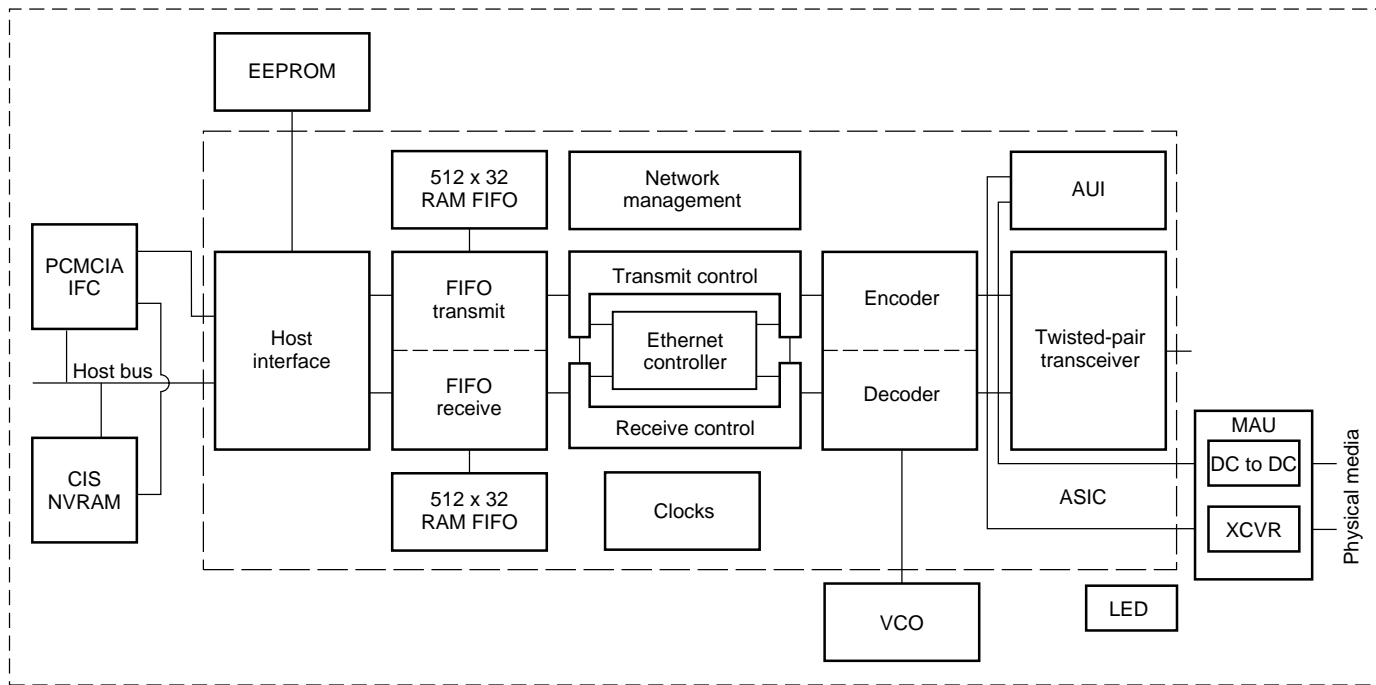 EEPROM
512 x 32
RAM FIFO
Network
management
AUI
PCMCIA
IFC
Host bus
CIS
NVRAM
Host
interface
FIFO
transmit
FIFO
receive
Transmit control
Ethernet
controller
Receive control
Encoder
Decoder
Twisted-pair
transceiver
512 x 32
RAM FIFO
Clocks
ASIC
MAU
DC to DC
XCVR
Physical media
VCO
LED